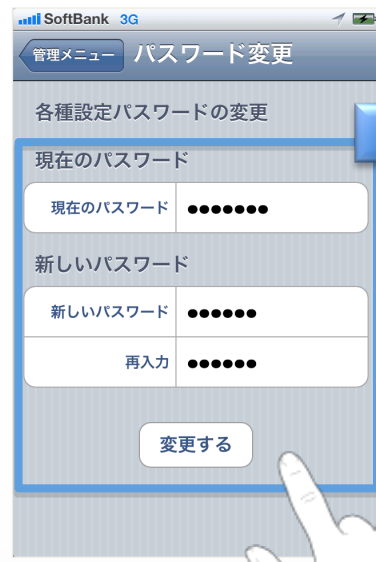 SoftBank 3G
管理メニュー パスワード変更
各種設定パスワードの変更
現在のパスワード
現在のパスワード ●●●●●●●
新しいパスワード
新しいパスワード ●●●●●●
再入力 ●●●●●●
変更する